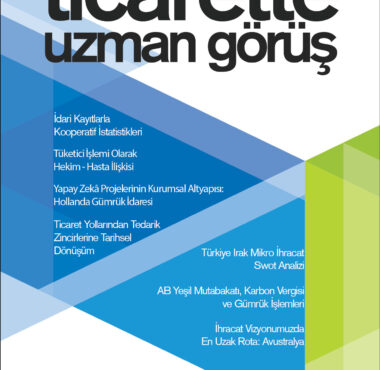 ticarette
uzman görüş
İdari Kayıtlarla
Kooperatif İstatistikleri
Tüketici İşlemi Olarak
Hekim - Hasta İlişkisi
Yapay Zekâ Projelerinin Kurumsal Altyapısı:
Hollanda Gümrük İdaresi
Ticaret Yollarından Tedarik
Zincirlerine Tarihsel
Dönüşüm
Türkiye Irak Mikro İhracat
Swot Analizi
AB Yeşil Mutabakatı, Karbon Vergisi
ve Gümrük İşlemleri
İhracat Vizyonumuzda
En Uzak Rota: Avustralya